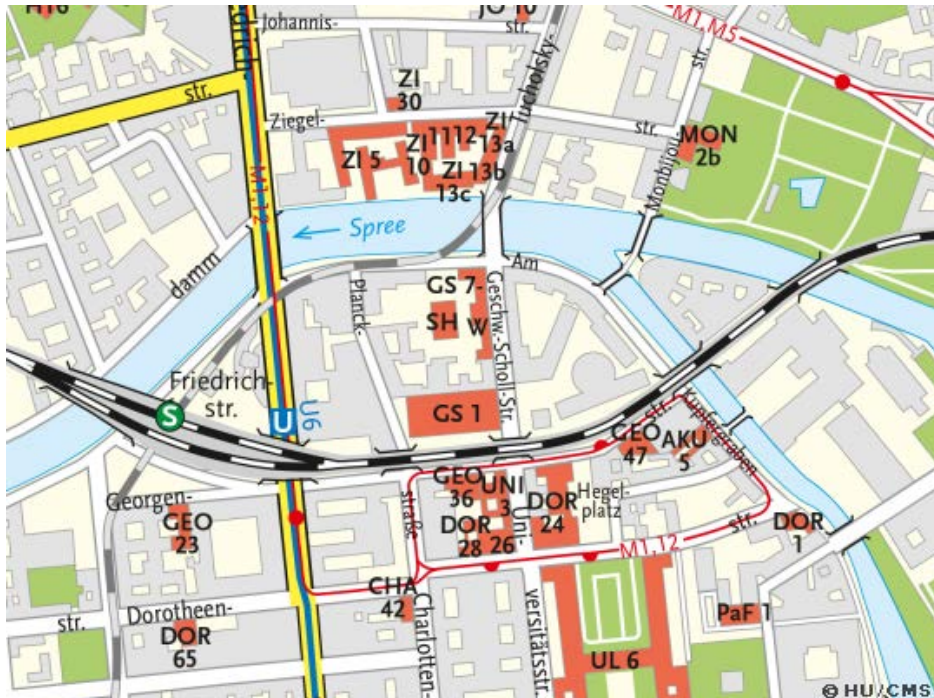 H16
JO 10
M1,M5
Johannis-
str.
Tucholsky-
str.
str.
ZI
30
Ziegel-
str.
MON
2b
ZI 5
ZI
10
11
12-
ZI
13a
ZI 13b
13c
Monbijou-
M1,12
Spree
damm
Am
Planck-
GS 7-
SH
W
Geschw.-Scholl-Str.
Friedrich-
str.
S
U
U6
GS 1
str.
Kupfergraben
GEO
47
AKU
5
Georgen-
GEO
23
straße
GEO
36
UNI
3
DOR
28
26
Uni-
DOR
24
Hegel-
platz
M1,12
str.
DOR
1
CHA
42
Dorotheen-
str.
DOR
65
Charlotten-
versitätsstr.
UL 6
PaF 1
© HU/CMS